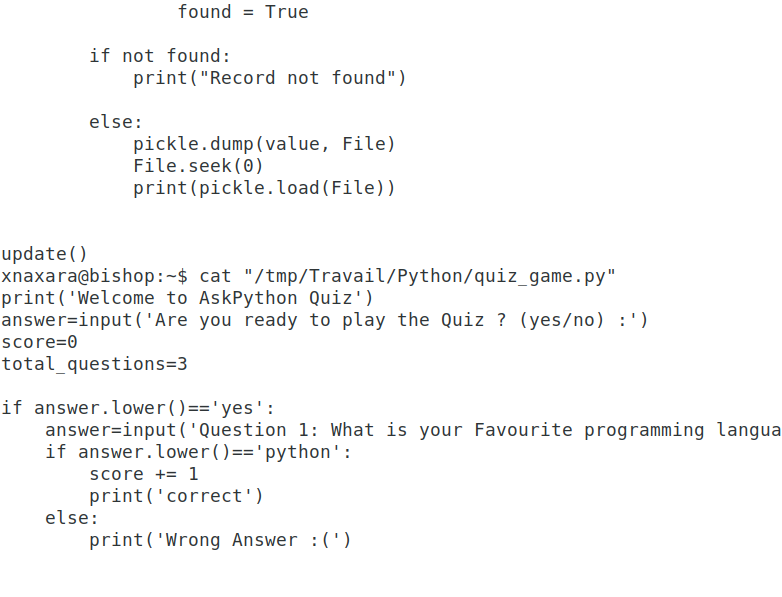 found = True

        if not found:
            print("Record not found")

        else:
            pickle.dump(value, File)
            File.seek(0)
            print(pickle.load(File))


update()
xnaxara@bishop:~$ cat "/tmp/Travail/Python/quiz_game.py"
print('Welcome to AskPython Quiz')
answer=input('Are you ready to play the Quiz ? (yes/no) :')
score=0
total_questions=3

if answer.lower()=='yes':
    answer=input('Question 1: What is your Favourite programming langua
    if answer.lower()=='python':
        score += 1
        print('correct')
    else:
        print('Wrong Answer :(')